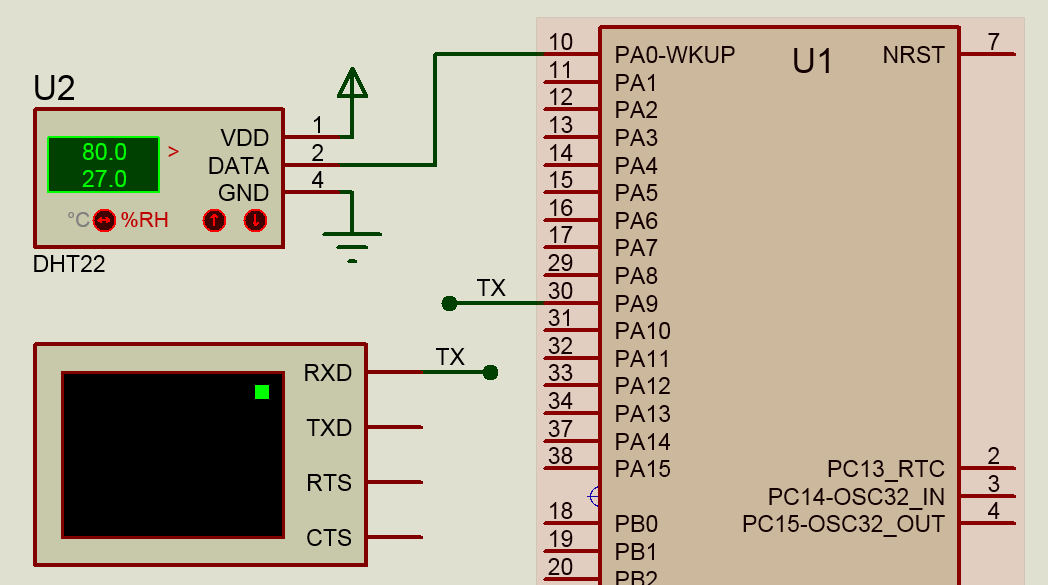 U2
80.0
27.0
>
VDD
DATA
GND
1
2
4
°C
%RH
DHT22
TX
TX
RXD
TXD
RTS
CTS
U1
10 PA0-WKUP
11 PA1
12 PA2
13 PA3
14 PA4
15 PA5
16 PA6
17 PA7
29 PA8
30 PA9
31 PA10
32 PA11
33 PA12
34 PA13
37 PA14
38 PA15
18 PB0
19 PB1
20 PB2
NRST 7
PC13_RTC 2
PC14-OSC32_IN 3
PC15-OSC32_OUT 4